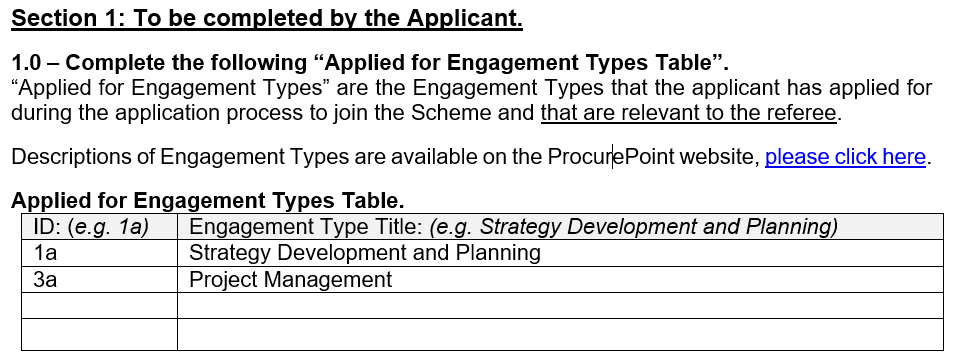 Section 1: To be completed by the Applicant.
1.0 – Complete the following “Applied for Engagement Types Table”.
“Applied for Engagement Types” are the Engagement Types that the applicant has applied for
during the application process to join the Scheme and that are relevant to the referee.
Descriptions of Engagement Types are available on the ProcurePoint website, please click here.
Applied for Engagement Types Table.
ID: (e.g. 1a) Engagement Type Title: (e.g. Strategy Development and Planning)
1a Strategy Development and Planning
3a Project Management